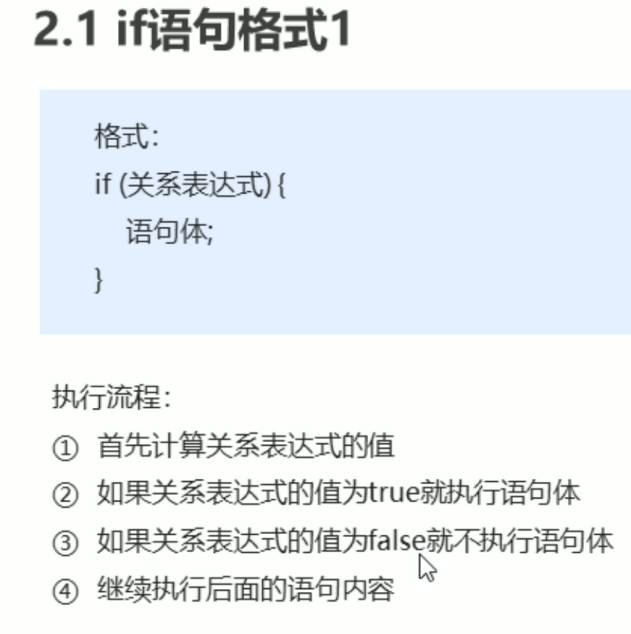 2.1 if语句格式1
格式：
if (关系表达式) {
语句体;
}
执行流程：
① 首先计算关系表达式的值
② 如果关系表达式的值为true就执行语句体
③ 如果关系表达式的值为false就不执行语句体
④ 继续执行后面的语句内容